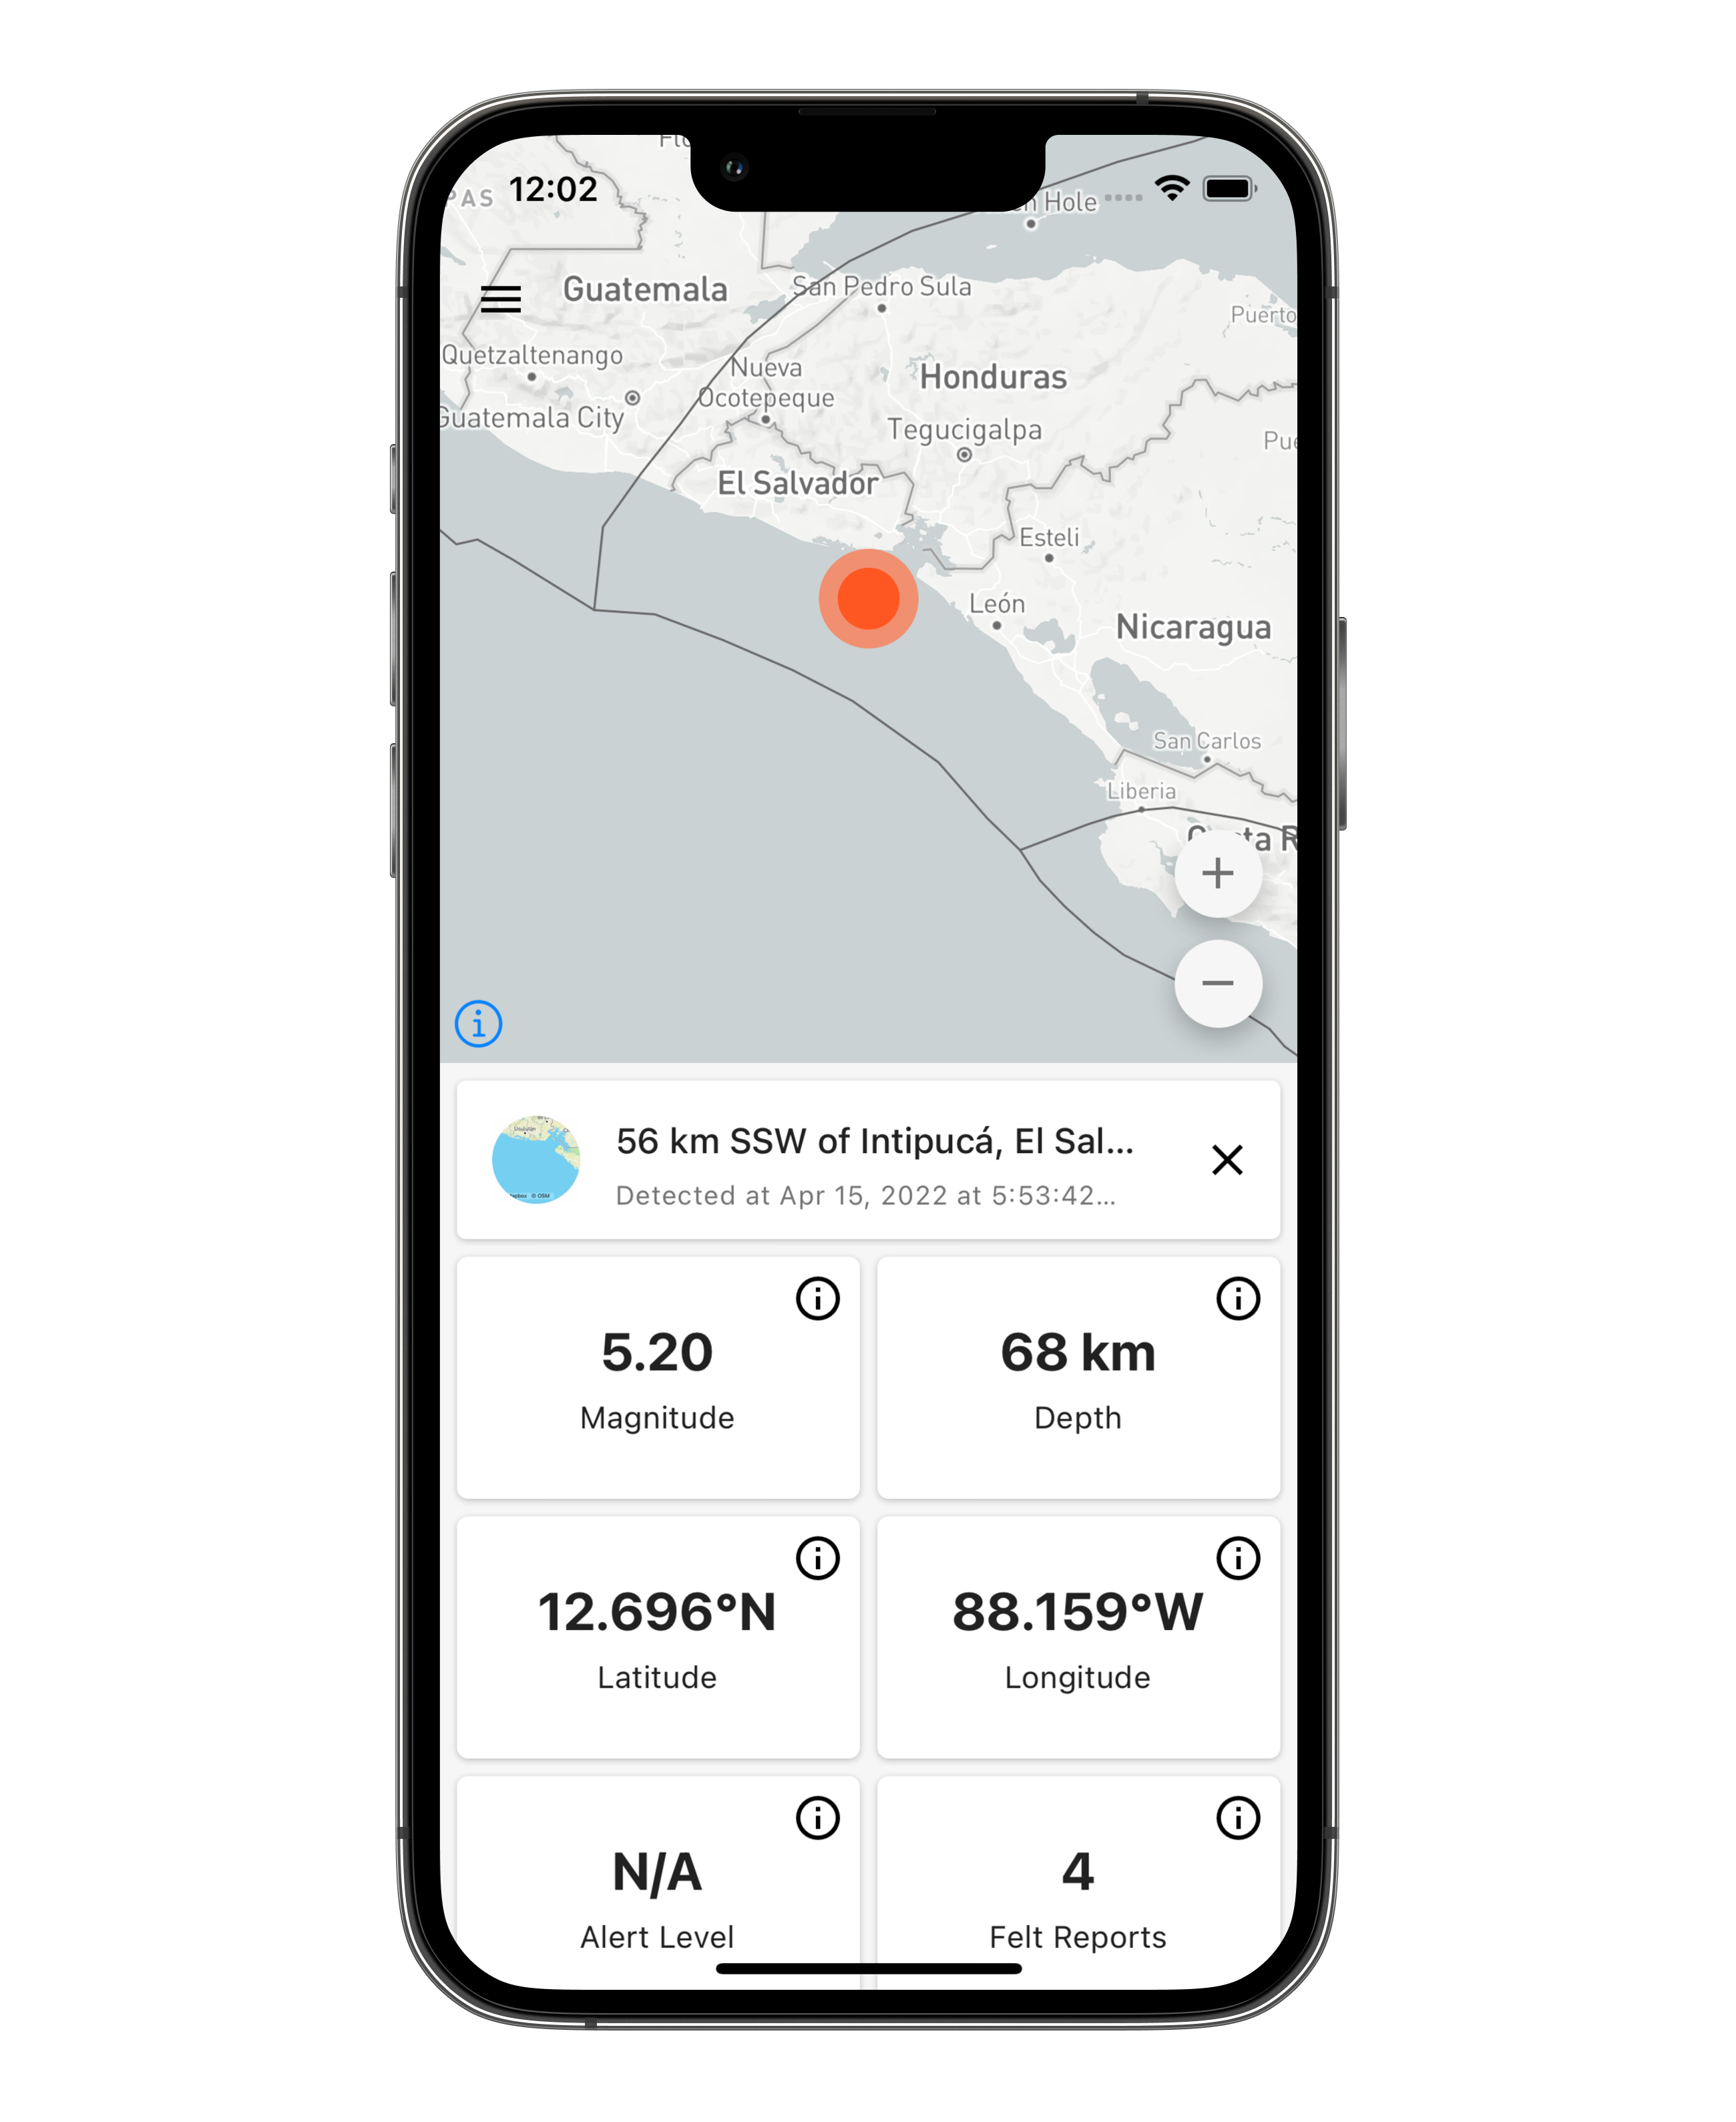 12:02
Hole
PAS
Guatemala
San Pedro Sula
Puerto
Quetzaltenango
Nueva
Ocotepeque
Honduras
Guatemala City
Tegucigalpa
El Salvador
Esteli
León
Nicaragua
San Carlos
Liberia
56 km SSW of Intipucá, El Sal...
Detected at Apr 15, 2022 at 5:53:42...
5.20
Magnitude
68 km
Depth
12.696°N
Latitude
88.159°W
Longitude
N/A
Alert Level
4
Felt Reports